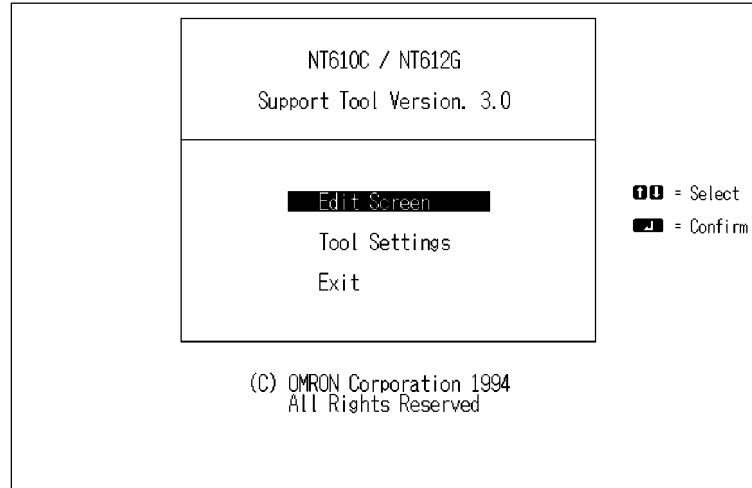 NT610C / NT612G
Support Tool Version. 3.0
Edit Screen
Tool Settings
Exit
↑↓ = Select
↵ = Confirm
(C) OMRON Corporation 1994
All Rights Reserved